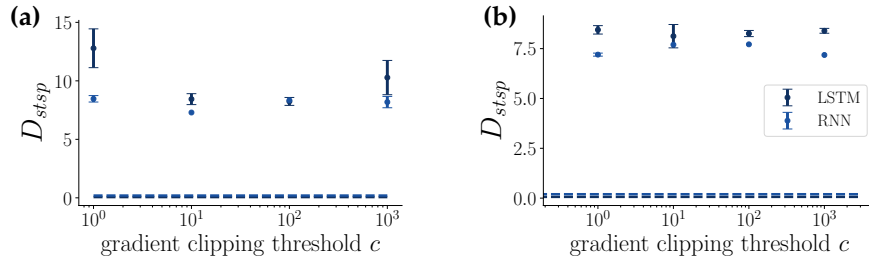 (a)
15
10
5
0
D_stsp
10^0
10^1
10^2
10^3
gradient clipping threshold c
(b)
7.5
5.0
2.5
0.0
D_stsp
LSTM
RNN
10^0
10^1
10^2
10^3
gradient clipping threshold c